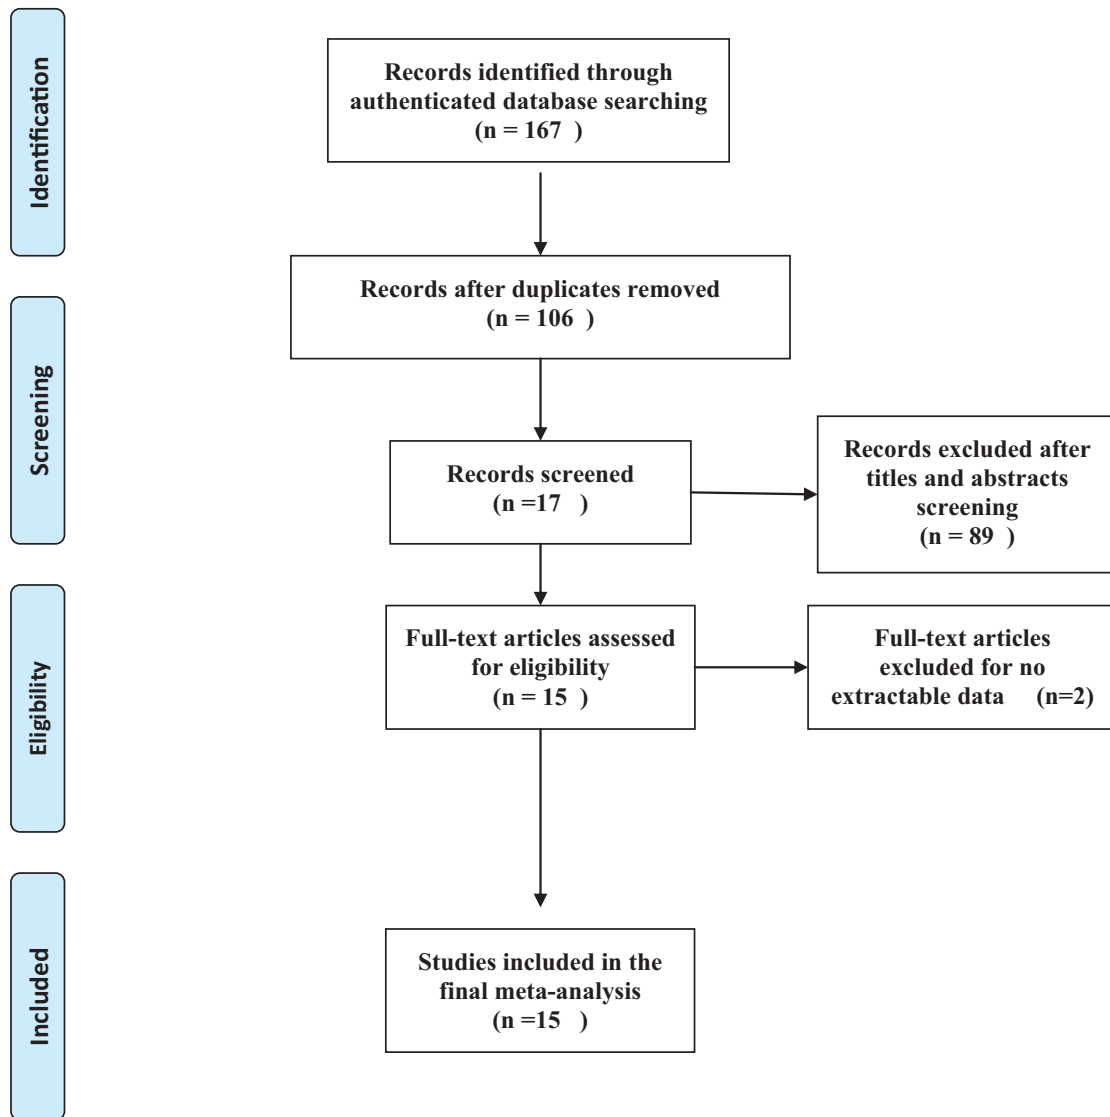 Identification
Records identified through
authenticated database searching
(n = 167 )
Records after duplicates removed
(n = 106 )
Screening
Records screened
(n =17 )
Records excluded after
titles and abstracts
screening
(n = 89 )
Eligibility
Full-text articles assessed
for eligibility
(n = 15 )
Full-text articles
excluded for no
extractable data (n=2)
Included
Studies included in the
final meta-analysis
(n =15 )